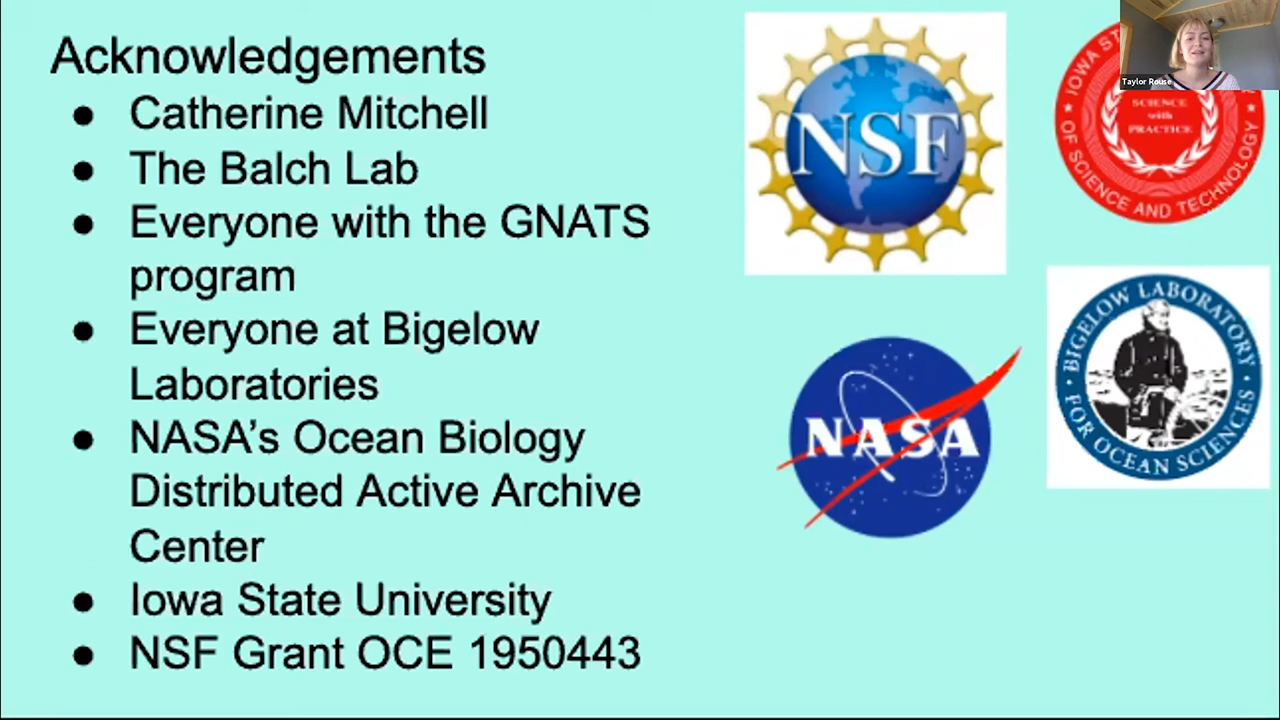 Acknowledgements
● Catherine Mitchell
● The Balch Lab
● Everyone with the GNATS
program
● Everyone at Bigelow
Laboratories
● NASA’s Ocean Biology
Distributed Active Archive
Center
● Iowa State University
● NSF Grant OCE 1950443
NSF
IOWA ST
OF SCIENCE AND TECHNOLOGY
SCIENCE
with
PRACTICE
Taylor Rouse
NASA
BIGELOW LABORATORY
FOR OCEAN SCIENCES